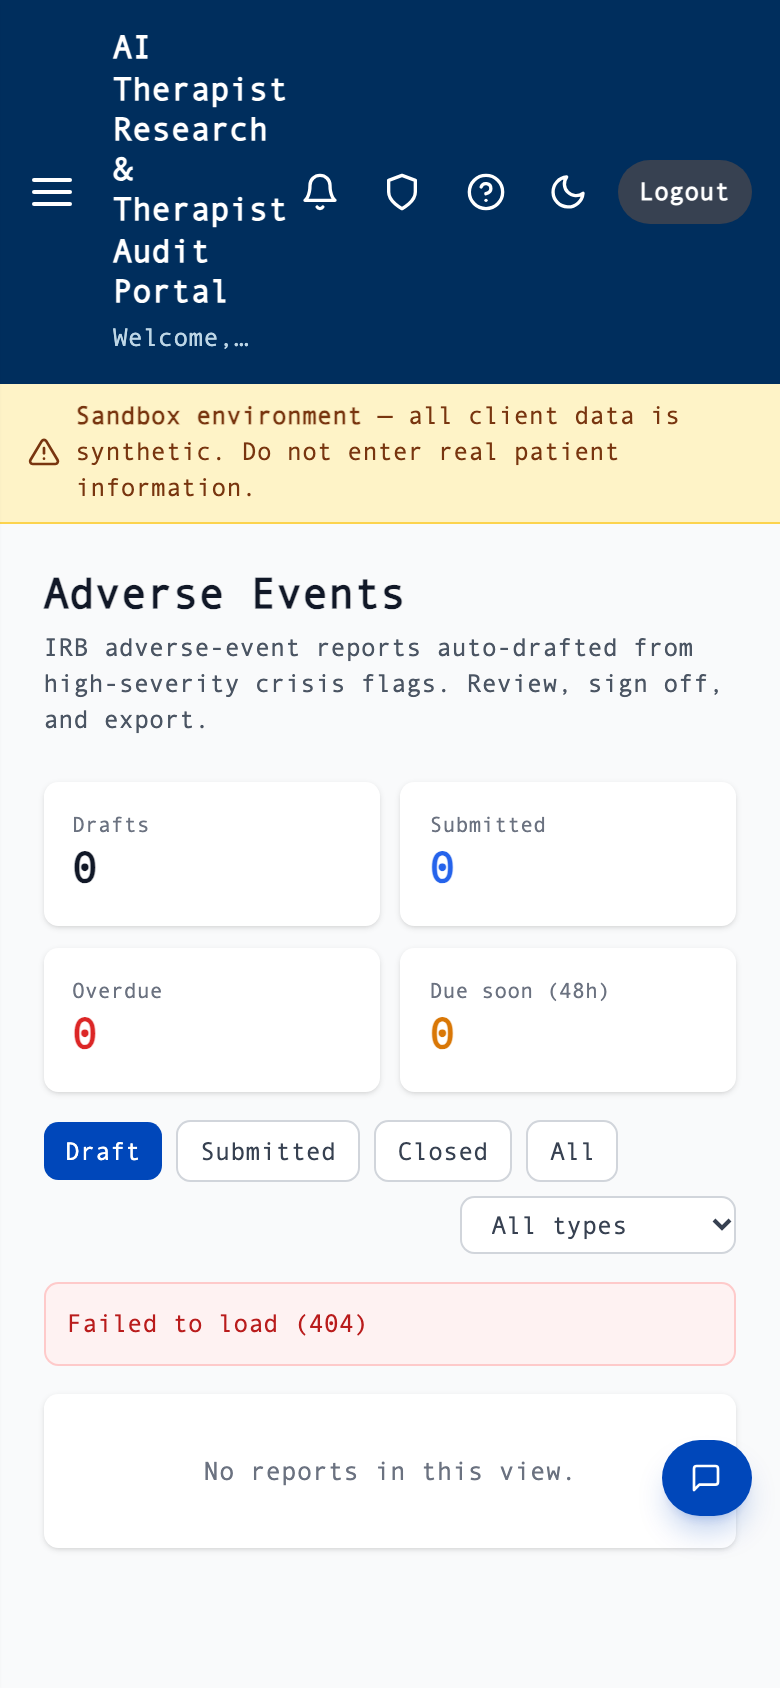 AI
Therapist
Research
&
Therapist
Audit
Portal
Welcome,…
Logout
Sandbox environment — all client data is
synthetic. Do not enter real patient
information.
Adverse Events
IRB adverse-event reports auto-drafted from
high-severity crisis flags. Review, sign off,
and export.
Drafts
0
Submitted
0
Overdue
0
Due soon (48h)
0
Draft
Submitted
Closed
All
All types
Failed to load (404)
No reports in this view.